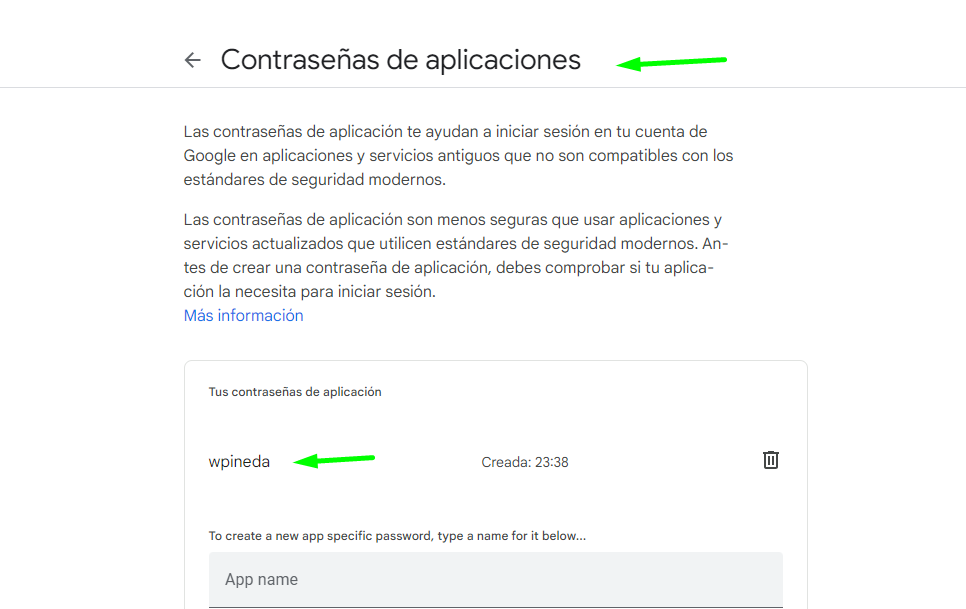 Contraseñas de aplicaciones
Las contraseñas de aplicación te ayudan a iniciar sesión en tu cuenta de
Google en aplicaciones y servicios antiguos que no son compatibles con los
estándares de seguridad modernos.
Las contraseñas de aplicación son menos seguras que usar aplicaciones y
servicios actualizados que utilicen estándares de seguridad modernos. An-
tes de crear una contraseña de aplicación, debes comprobar si tu aplica-
ción la necesita para iniciar sesión.
Más información
Tus contraseñas de aplicación
wpineda Creada: 23:38
To create a new app specific password, type a name for it below...
App name